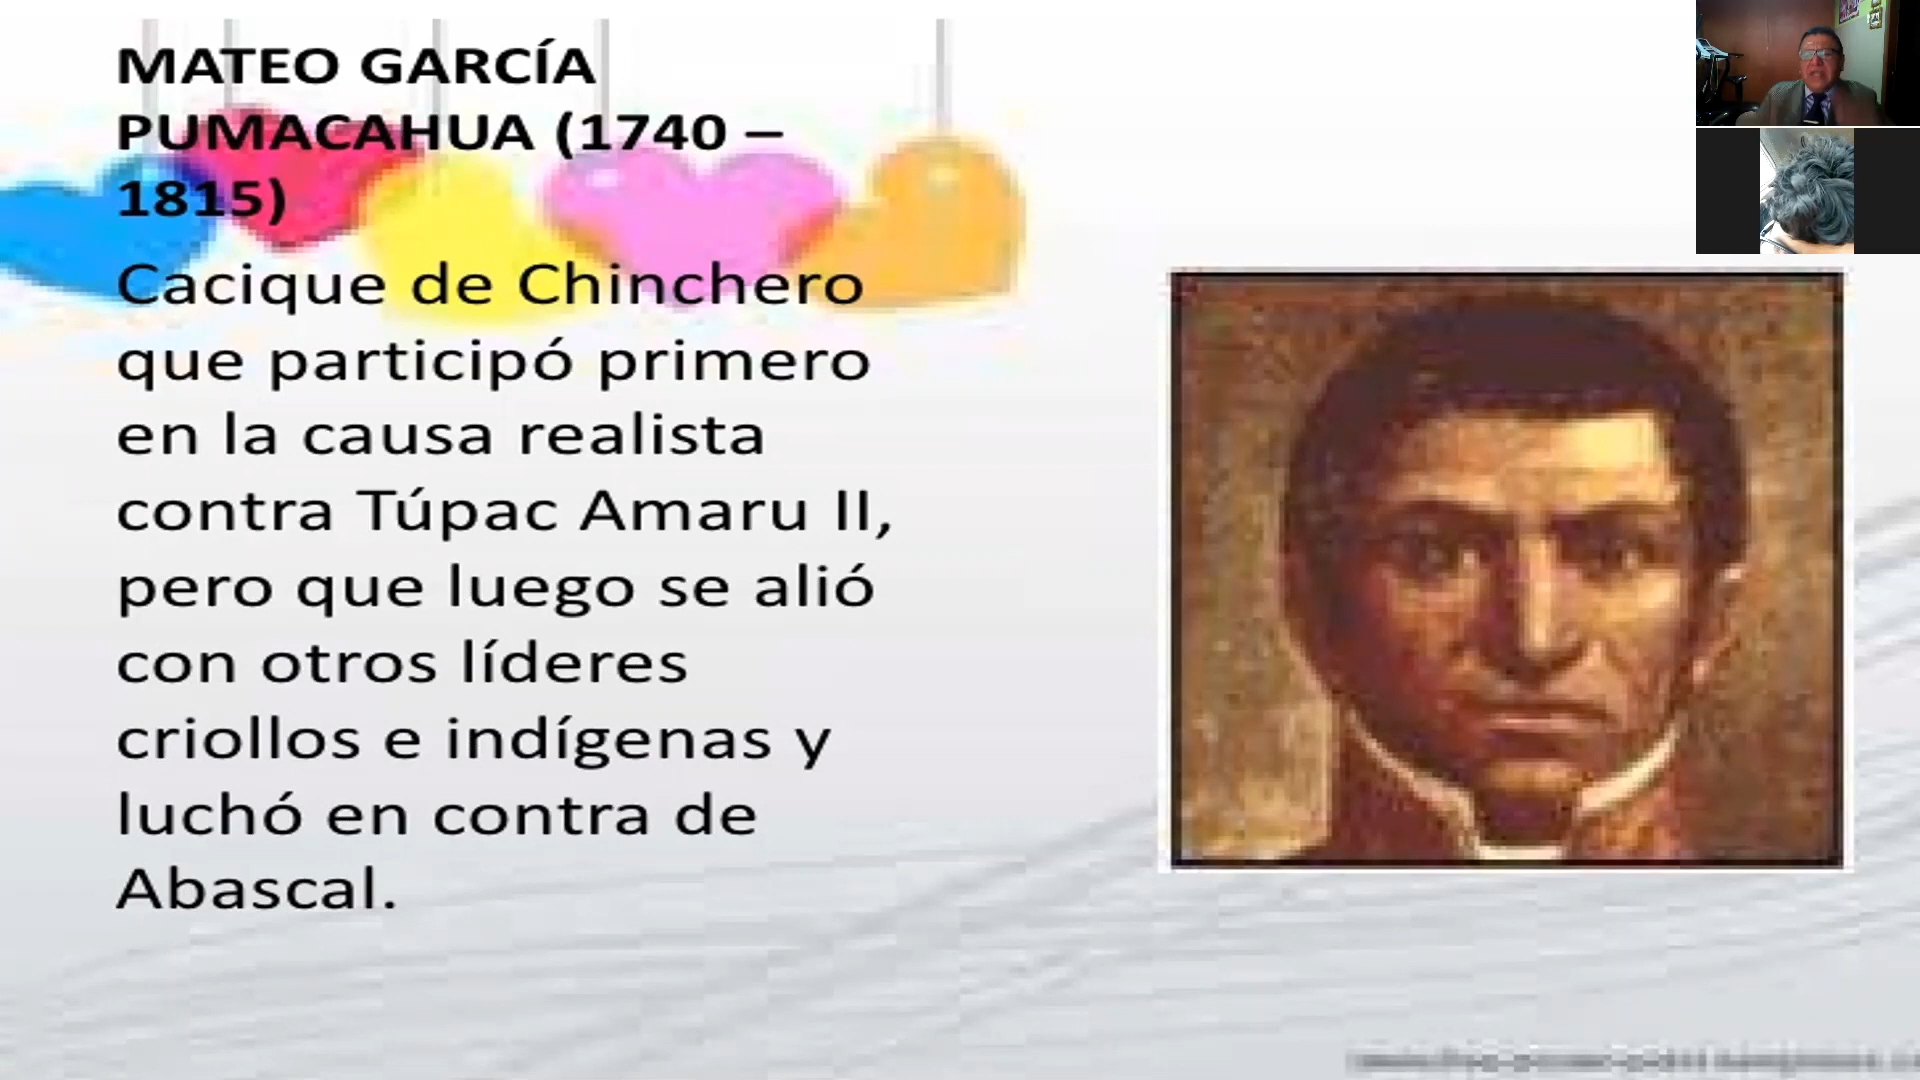 MATEO GARCÍA
PUMACAHUA (1740 –
1815)
Cacique de Chinchero
que participó primero
en la causa realista
contra Túpac Amaru II,
pero que luego se alió
con otros líderes
criollos e indígenas y
luchó en contra de
Abascal.